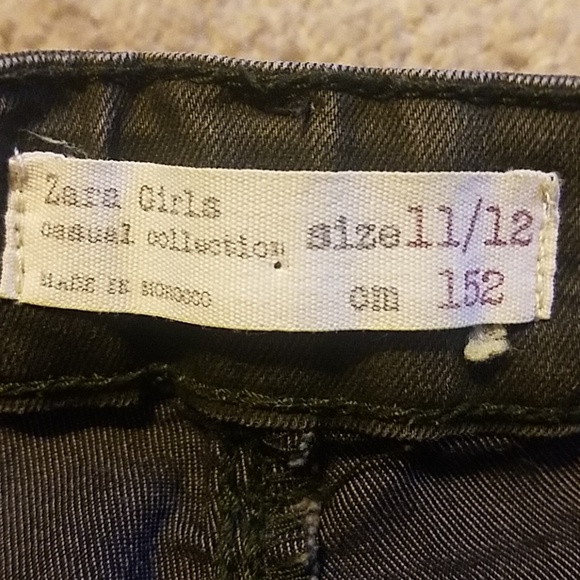 Zara Girls
casual collection
MADE IN MOROCCO
size 11/12
cm 152